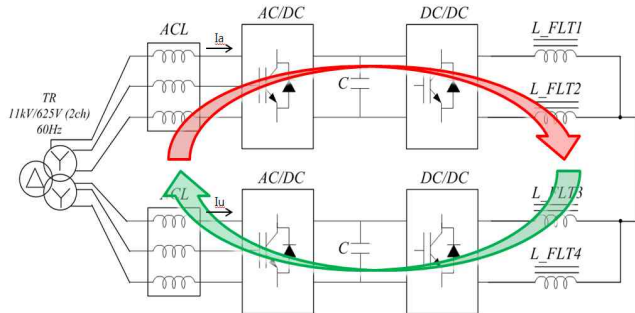 ACL
Ia
AC/DC
DC/DC
L_FLT1
C
L_FLT2
TR
11kV/625V (2ch)
60Hz
ACL
Iu
AC/DC
DC/DC
L_FLT3
C
L_FLT4